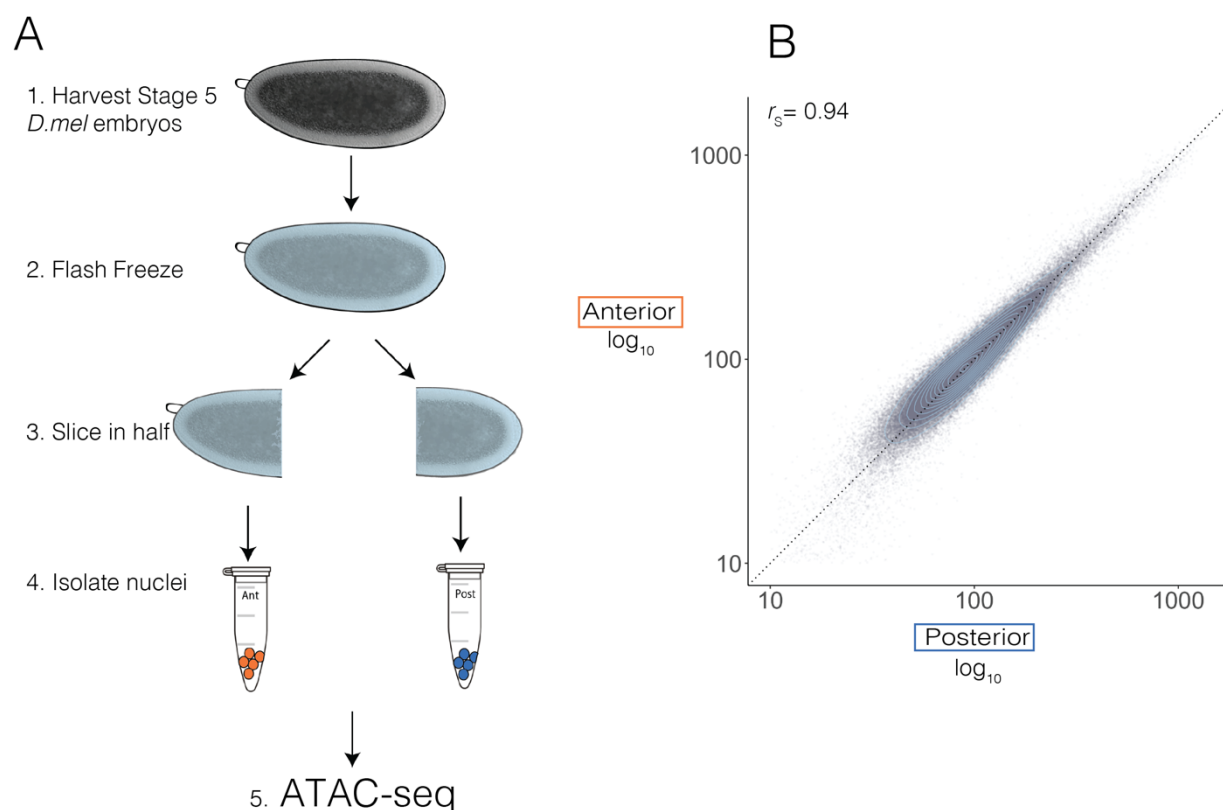 A
1. Harvest Stage 5
D.mel embryos
2. Flash Freeze
3. Slice in half
4. Isolate nuclei
Ant
Post
5. ATAC-seq
B
rS= 0.94
1000
100
10
Anterior
log10
10
100
1000
Posterior
log10